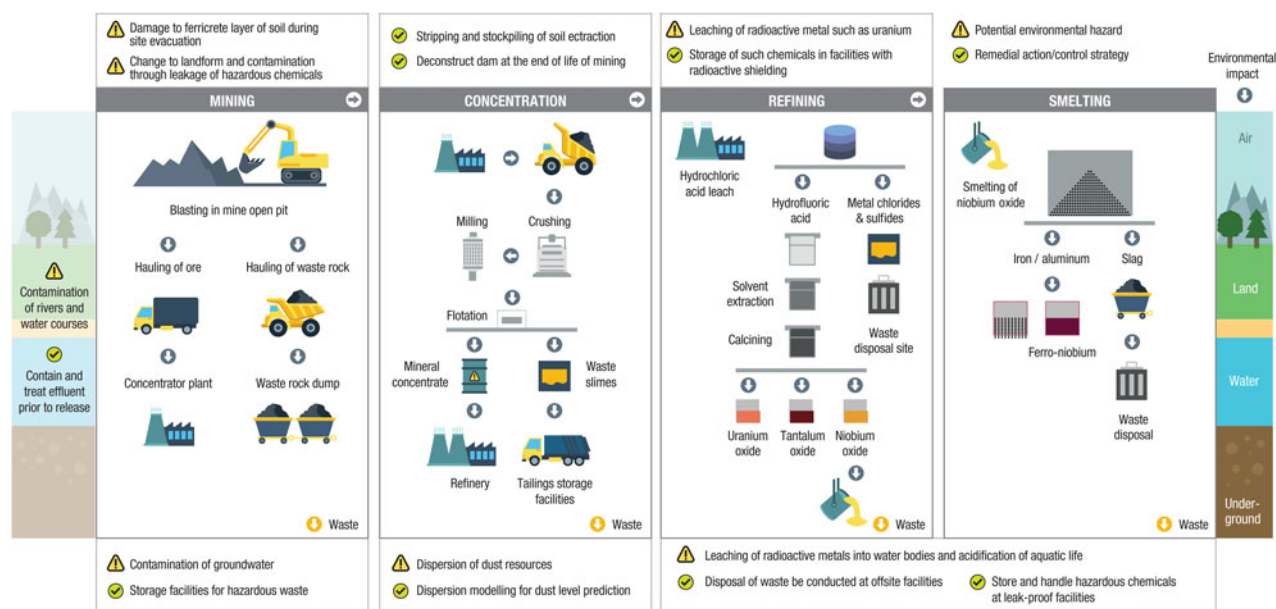 Damage to ferricrete layer of soil during
site evacuation
Change to landform and contamination
through leakage of hazardous chemicals
Stripping and stockpiling of soil extraction
Deconstruct dam at the end of life of mining
Leaching of radioactive metal such as uranium
Storage of such chemicals in facilities with
radioactive shielding
Potential environmental hazard
Remedial action/control strategy
Environmental
impact
MINING
CONCENTRATION
REFINING
SMELTING
Contamination
of rivers and
water courses
Contain and
treat effluent
prior to release
Blasting in mine open pit
Hauling of ore
Hauling of waste rock
Concentrator plant
Waste rock dump
Waste
Milling
Crushing
Flotation
Mineral
concentrate
Waste
slimes
Refinery
Tailings storage
facilities
Waste
Hydrochloric
acid leach
Hydrofluoric
acid
Metal chlorides
& sulfides
Solvent
extraction
Calcining
Waste
disposal site
Uranium
oxide
Tantalum
oxide
Niobium
oxide
Waste
Smelting of
niobium oxide
Iron / aluminum
Slag
Ferro-niobium
Waste
disposal
Waste
Air
Land
Water
Under-
ground
Contamination of groundwater
Storage facilities for hazardous waste
Dispersion of dust resources
Dispersion modelling for dust level prediction
Leaching of radioactive metals into water bodies and acidification of aquatic life
Disposal of waste be conducted at offsite facilities
Store and handle hazardous chemicals
at leak-proof facilities